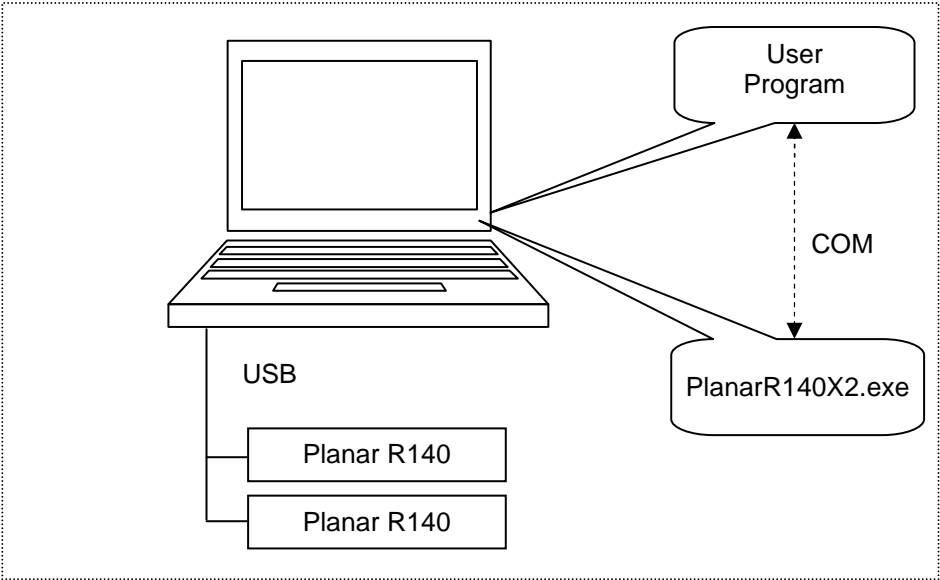 User
Program
COM
USB
PlanarR140X2.exe
Planar R140
Planar R140